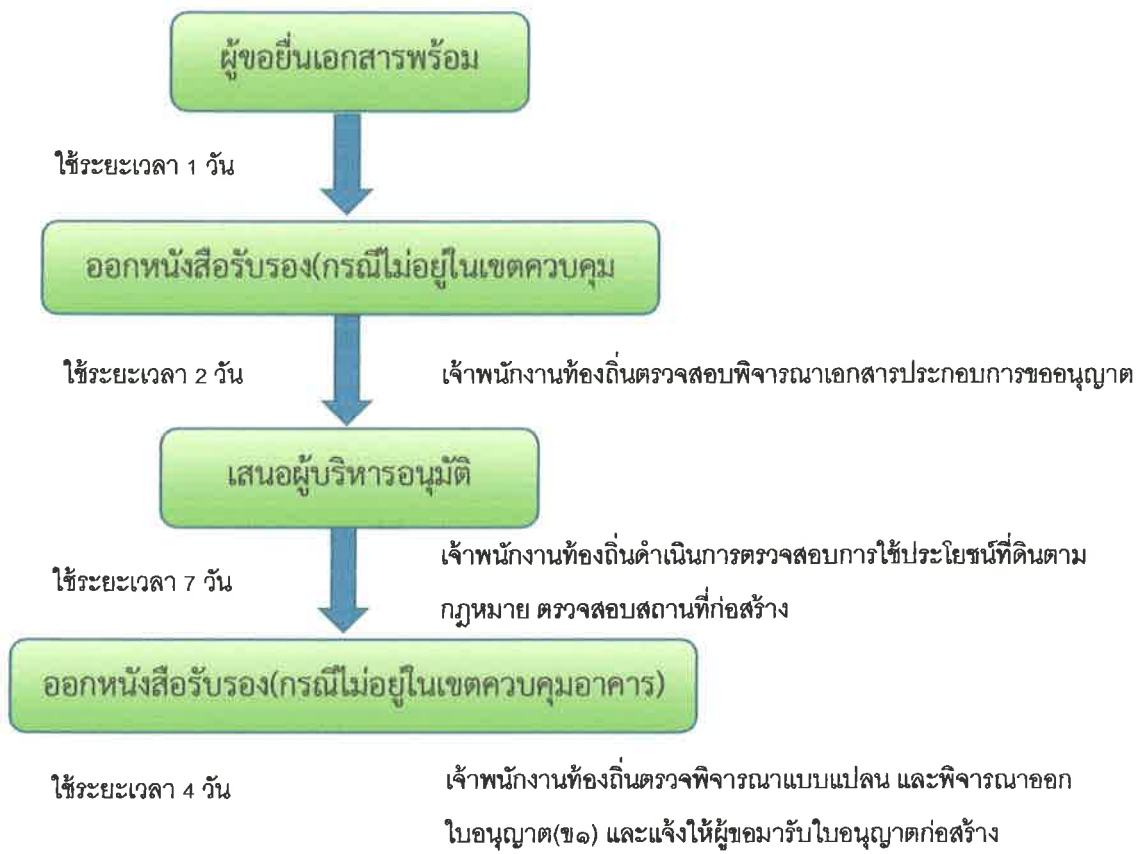 ผู้ขอยื่นเอกสารพร้อม
ใช้ระยะเวลา 1 วัน
ออกหนังสือรับรอง(กรณีไม่อยู่ในเขตควบคุม
ใช้ระยะเวลา 2 วัน
เจ้าพนักงานท้องถิ่นตรวจสอบพิจารณาเอกสารประกอบการขออนุญาต
เสนอผู้บริหารอนุมัติ
ใช้ระยะเวลา 7 วัน
เจ้าพนักงานท้องถิ่นดำเนินการตรวจสอบการใช้ประโยชน์ที่ดินตาม
กฎหมาย ตรวจสอบสถานที่ก่อสร้าง
ออกหนังสือรับรอง(กรณีไม่อยู่ในเขตควบคุมอาคาร)
ใช้ระยะเวลา 4 วัน
เจ้าพนักงานท้องถิ่นตรวจพิจารณาแบบแปลน และพิจารณาออก
ใบอนุญาต(ข๑) และแจ้งให้ผู้ขอมารับใบอนุญาตก่อสร้าง